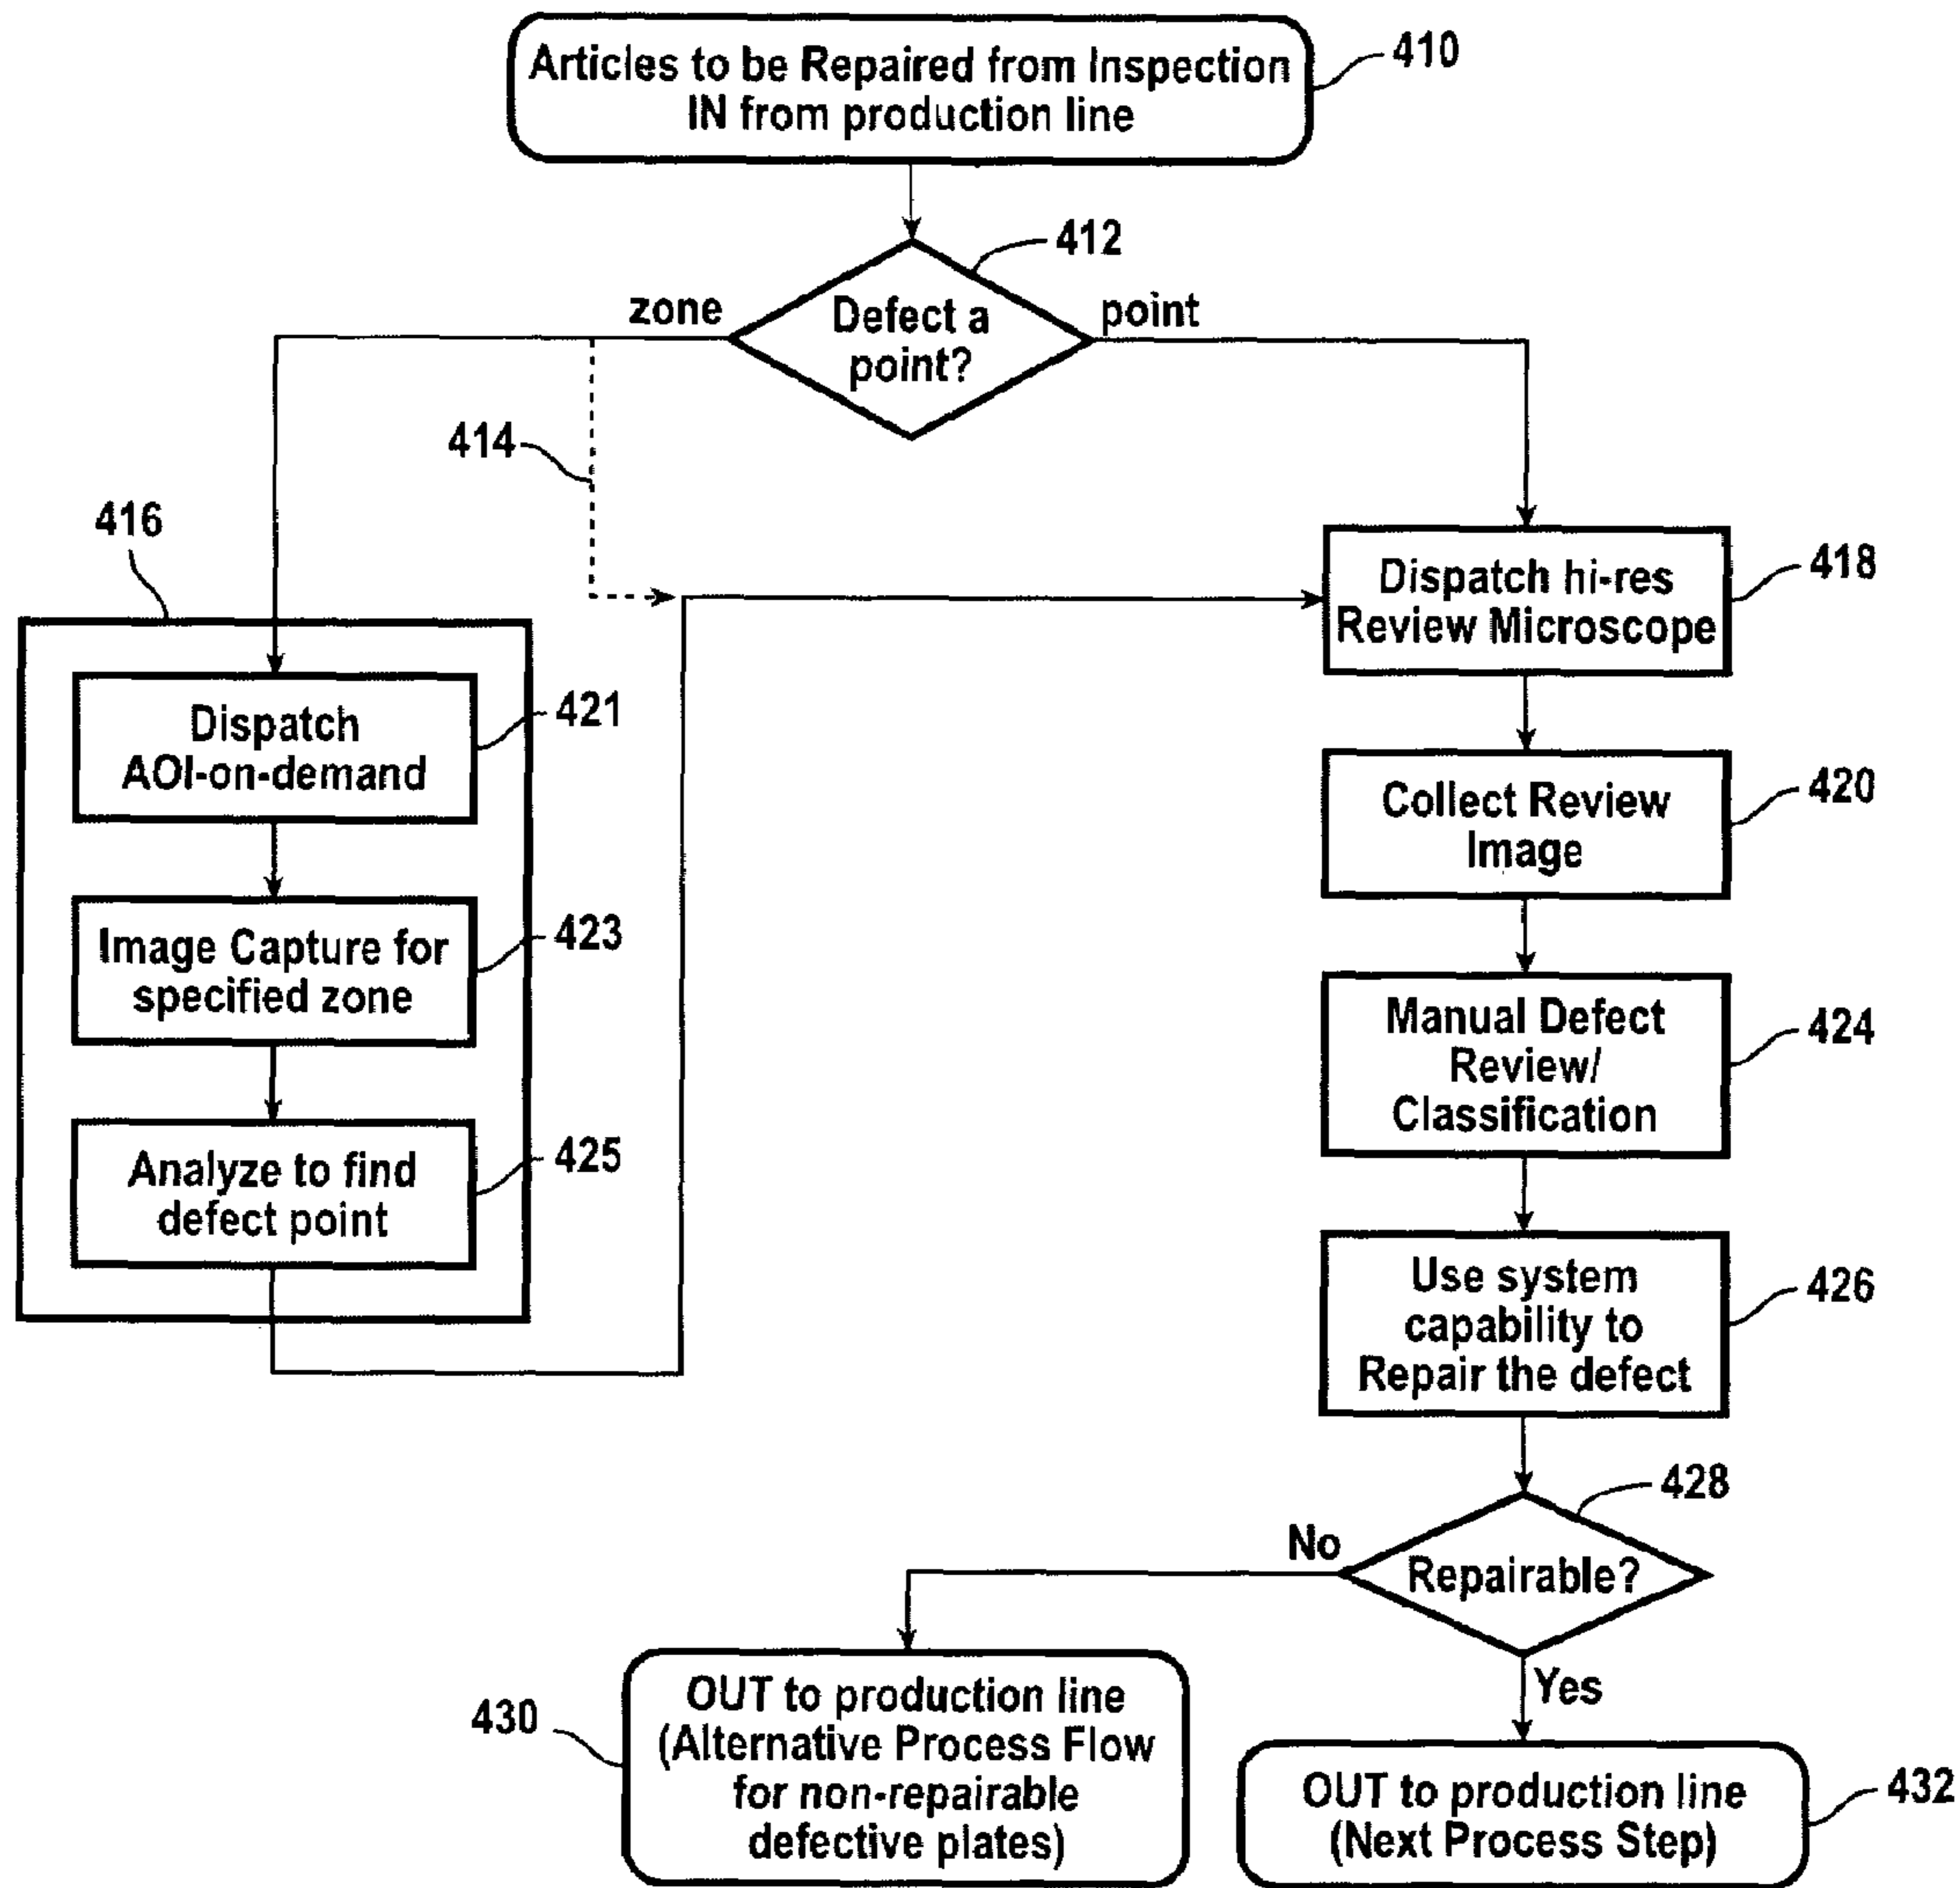 Articles to be Repaired from Inspection
IN from production line
410
412
zone
Defect a
point?
point
414
416
Dispatch hi-res
Review Microscope
418
Dispatch
AOI-on-demand
421
Collect Review
Image
420
Image Capture for
specified zone
423
Manual Defect
Review/
Classification
424
Analyze to find
defect point
425
Use system
capability to
Repair the defect
426
428
No
Repairable?
Yes
430
OUT to production line
(Alternative Process Flow
for non-repairable
defective plates)
OUT to production line
(Next Process Step)
432